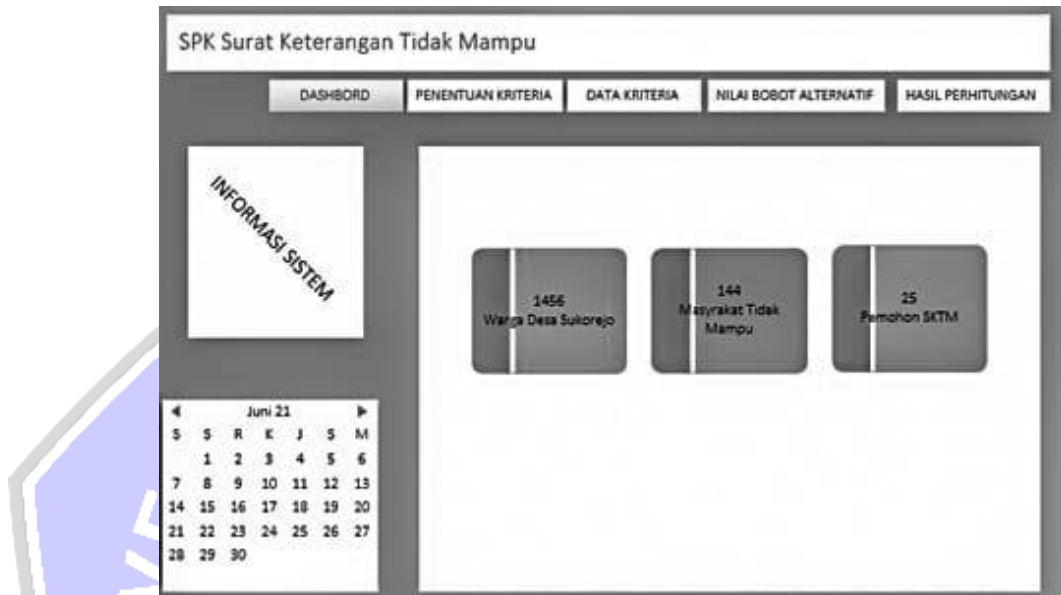 SPK Surat Keterangan Tidak Mampu
DASHBORD PENENTUAN KRITERIA DATA KRITERIA NILAI BOBOT ALTERNATIF HASIL PERHITUNGAN
INFORMASI SISTEM
1456
Warga Desa Sukorejo
144
Masyrakat Tidak
Mampu
25
Pemohon SKTM
Juni 21
S S R K J S M
1 2 3 4 5 6
7 8 9 10 11 12 13
14 15 16 17 18 19 20
21 22 23 24 25 26 27
28 29 30